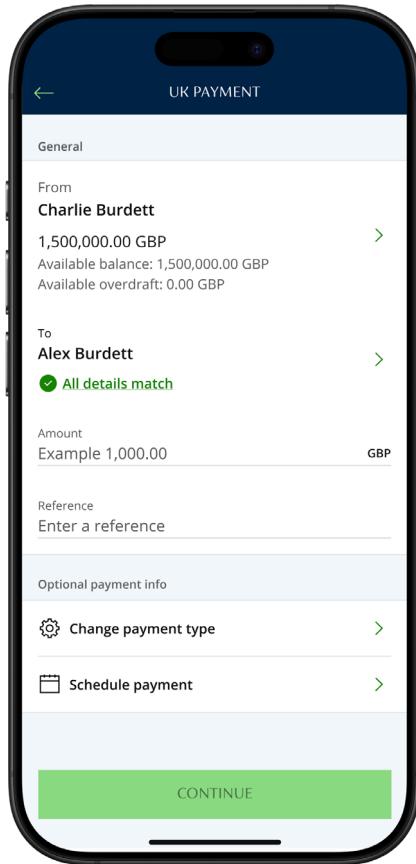 UK PAYMENT
General
From
Charlie Burdett
1,500,000.00 GBP
Available balance: 1,500,000.00 GBP
Available overdraft: 0.00 GBP
To
Alex Burdett
All details match
Amount
Example 1,000.00 GBP
Reference
Enter a reference
Optional payment info
Change payment type
Schedule payment
CONTINUE